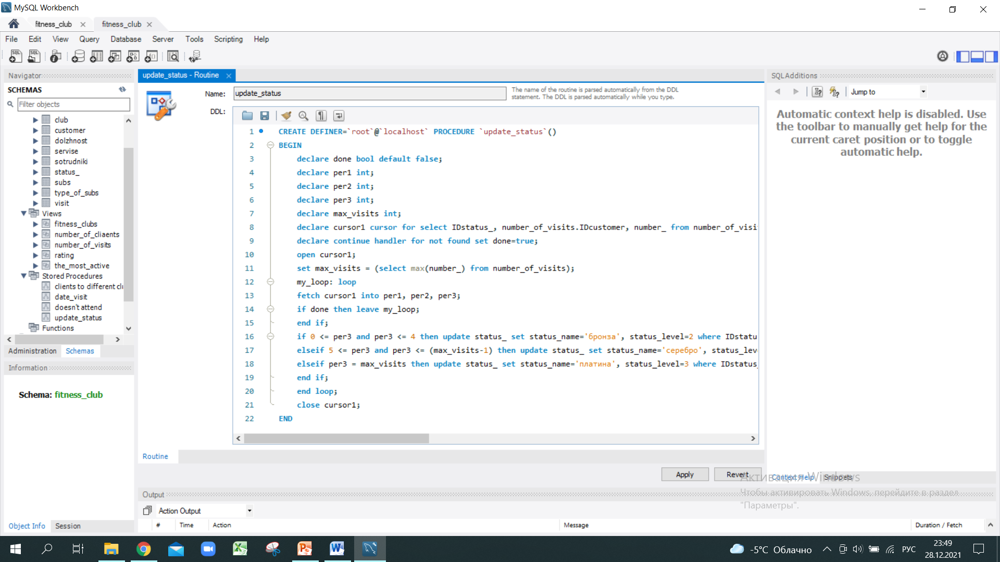 MySQL Workbench
fitness_club
fitness_club
File Edit View Query Database Server Tools Scripting Help
Navigator
SCHEMAS
Filter objects
club
customer
dolzhnost
servise
sotrudniki
status_
subs
type_of_subs
visit
Views
fitness_clubs
number_of_cliaents
number_of_visits
rating
the_most_active
Stored Procedures
clients to different clu
date_visit
doesn't attend
update_status
Functions
Administration Schemas
Information
Schema: fitness_club
Object Info Session
update_status - Routine
Name: update_status
The name of the routine is parsed automatically from the DDL
statement. The DDL is parsed automatically while you type.
DDL:
1 CREATE DEFINER=`root`@`localhost` PROCEDURE `update_status`()
2 BEGIN
3 declare done bool default false;
4 declare per1 int;
5 declare per2 int;
6 declare per3 int;
7 declare max_visits int;
8 declare cursor1 cursor for select IDstatus_, number_of_visits.IDcustomer, number_ from number_of_visi
9 declare continue handler for not found set done=true;
10 open cursor1;
11 set max_visits = (select max(number_) from number_of_visits);
12 my_loop: loop
13 fetch cursor1 into per1, per2, per3;
14 if done then leave my_loop;
15 end if;
16 if 0 <= per3 and per3 <= 4 then update status_ set status_name='бронза', status_level=2 where IDstatu
17 elseif 5 <= per3 and per3 <= (max_visits-1) then update status_ set status_name='серебро', status_lev
18 elseif per3 = max_visits then update status_ set status_name='платина', status_level=3 where IDstatus_
19 end if;
20 end loop;
21 close cursor1;
22 END
Routine
Apply Revert
Output
Action Output
# Time Action Message Duration / Fetch
SQLAdditions
Jump to
Automatic context help is disabled. Use
the toolbar to manually get help for the
current caret position or to toggle
automatic help.
Context Help Snippets
Активация Windows
Чтобы активировать Windows, перейдите в раздел
"Параметры".
-5°C Облачно
РУС
23:49
28.12.2021